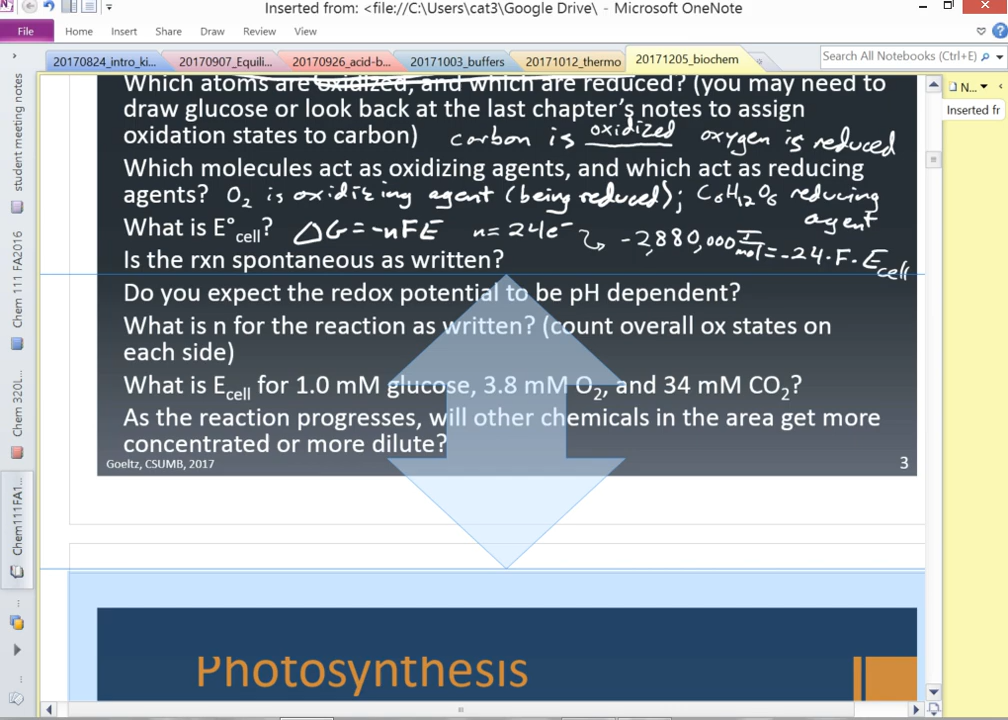 Inserted from: <file://C:\Users\cat3\Google Drive\ - Microsoft OneNote
File Home Insert Share Draw Review View
20170824_intro_ki... 20170907_Equili... 20170926_acid-b... 20171003_buffers 20171012_thermo 20171205_biochem
Search All Notebooks (Ctrl+E)
N...
Inserted fr
student meeting notes
Chem 111 FA2016
Chem 320L...
Chem111FA1...
Which atoms are oxidized, and which are reduced? (you may need to
draw glucose or look back at the last chapter's notes to assign
oxidation states to carbon) carbon is oxidized oxygen is reduced
Which molecules act as oxidizing agents, and which act as reducing
agents? O₂ is oxidizing agent (being reduced); C₆H₁₂O₆ reducing
agent
What is E°cell? ΔG = -nFE n = 24e⁻ -2,880,000 J/mol = -24·F·Ecell
Is the rxn spontaneous as written?
Do you expect the redox potential to be pH dependent?
What is n for the reaction as written? (count overall ox states on
each side)
What is Ecell for 1.0 mM glucose, 3.8 mM O₂, and 34 mM CO₂?
As the reaction progresses, will other chemicals in the area get more
concentrated or more dilute?
Goeltz, CSUMB, 2017 3
Photosynthesis